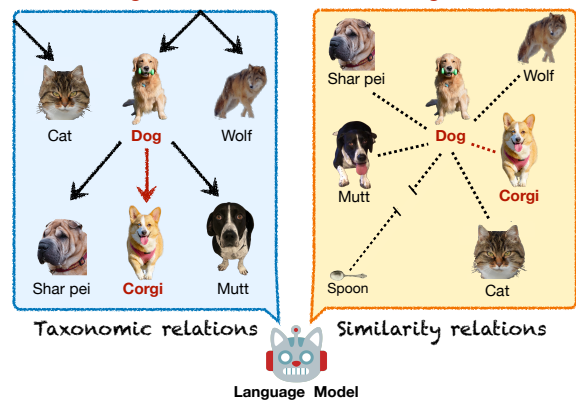 Cat
Dog
Wolf
Shar pei
Corgi
Mutt
Taxonomic relations
Shar pei
Wolf
Dog
Mutt
Corgi
Spoon
Cat
Similarity relations
Language Model